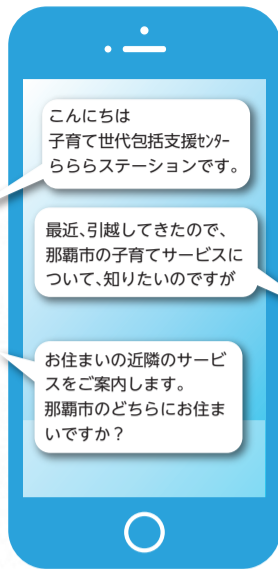 こんにちは
子育て世代包括支援ｾﾝﾀｰ
らららステーションです。
最近、引越してきたので、
那覇市の子育てサービスに
ついて、知りたいのですが
お住まいの近隣のサービ
スをご案内します。
那覇市のどちらにお住ま
いですか？